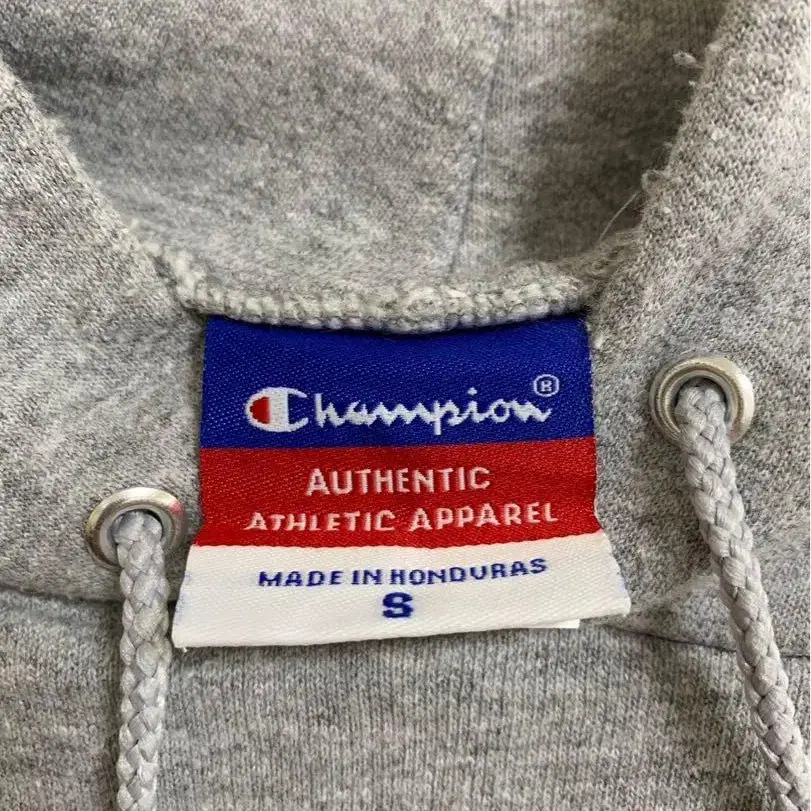 Champion®
AUTHENTIC
ATHLETIC APPAREL
MADE IN HONDURAS
S